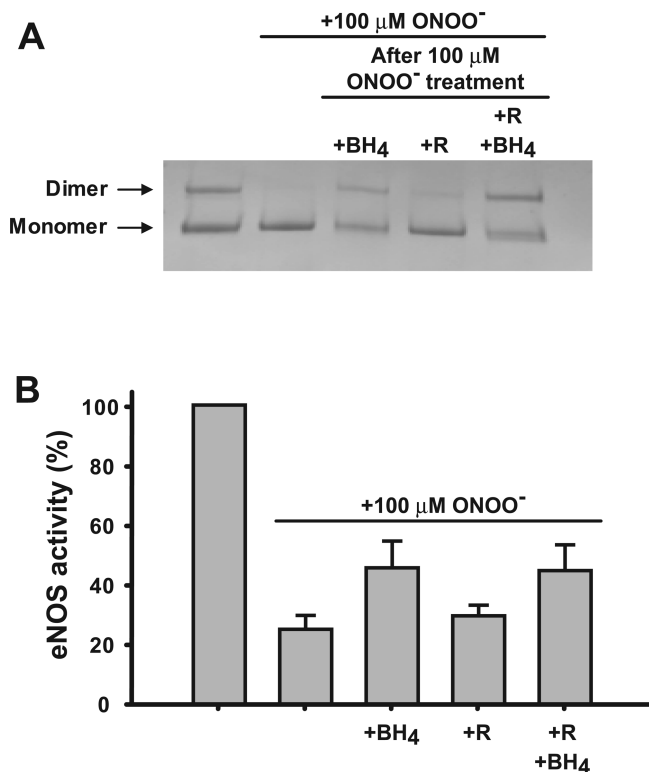 A
+100 μM ONOO⁻
After 100 μM
ONOO⁻ treatment
+R
+BH₄ +R +BH₄
Dimer →
Monomer →
B
eNOS activity (%)
100
80
60
40
20
0
+100 μM ONOO⁻
+BH₄ +R +R
+BH₄